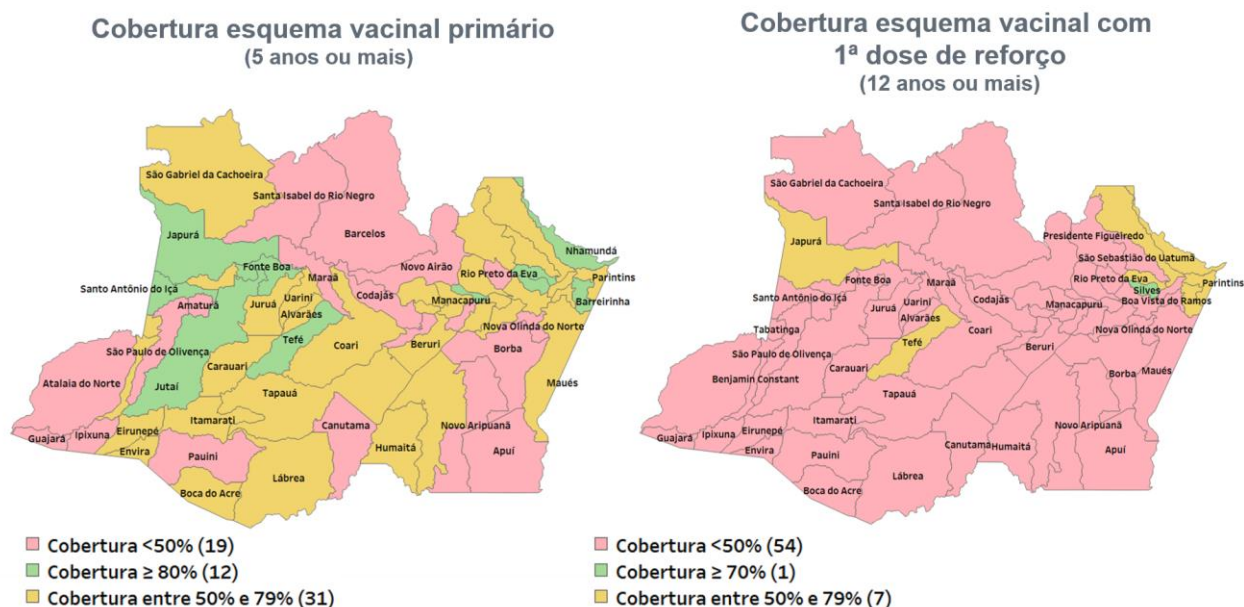 Cobertura esquema vacinal primário
(5 anos ou mais)
São Gabriel da Cachoeira
Santa Isabel do Rio Negro
Japurá
Barcelos
Nhamundá
Fonte Boa
Maraã
Novo Airão
Rio Preto da Eva
Parintins
Santo Antônio do Içá
Amaturá
Juruá
Uarini
Codajás
Manacapuru
Barreirinha
Alvarães
Nova Olinda do Norte
São Paulo de Olivença
Tefé
Coari
Beruri
Borba
Atalaia do Norte
Jutaí
Carauari
Maués
Tapauá
Itamarati
Canutama
Novo Aripuanã
Guajará
Ipixuna
Eirunepé
Envira
Pauini
Humaitá
Apuí
Boca do Acre
Lábrea
Cobertura <50% (19)
Cobertura ≥ 80% (12)
Cobertura entre 50% e 79% (31)
Cobertura esquema vacinal com
1ª dose de reforço
(12 anos ou mais)
São Gabriel da Cachoeira
Santa Isabel do Rio Negro
Japurá
Presidente Figueiredo
São Sebastião do Uatumã
Fonte Boa
Maraã
Rio Preto da Eva
Parintins
Silves
Santo Antônio do Içá
Juruá
Uarini
Codajás
Manacapuru
Boa Vista do Ramos
Alvarães
Tabatinga
Coari
Nova Olinda do Norte
Tefé
Beruri
São Paulo de Olivença
Carauari
Borba
Maués
Benjamin Constant
Tapauá
Itamarati
Canutama
Novo Aripuanã
Guajará
Ipixuna
Eirunepé
Envira
Pauini
Humaitá
Apuí
Boca do Acre
Lábrea
Cobertura <50% (54)
Cobertura ≥ 70% (1)
Cobertura entre 50% e 79% (7)